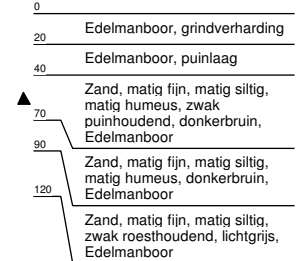 0
Edelmanboor, grindverharding
20
Edelmanboor, puinlaag
40
Zand, matig fijn, matig siltig,
matig humeus, zwak
puinhoudend, donkerbruin,
Edelmanboor
70
Zand, matig fijn, matig siltig,
matig humeus, donkerbruin,
Edelmanboor
90
Zand, matig fijn, matig siltig,
zwak roesthoudend, lichtgrijs,
Edelmanboor
120